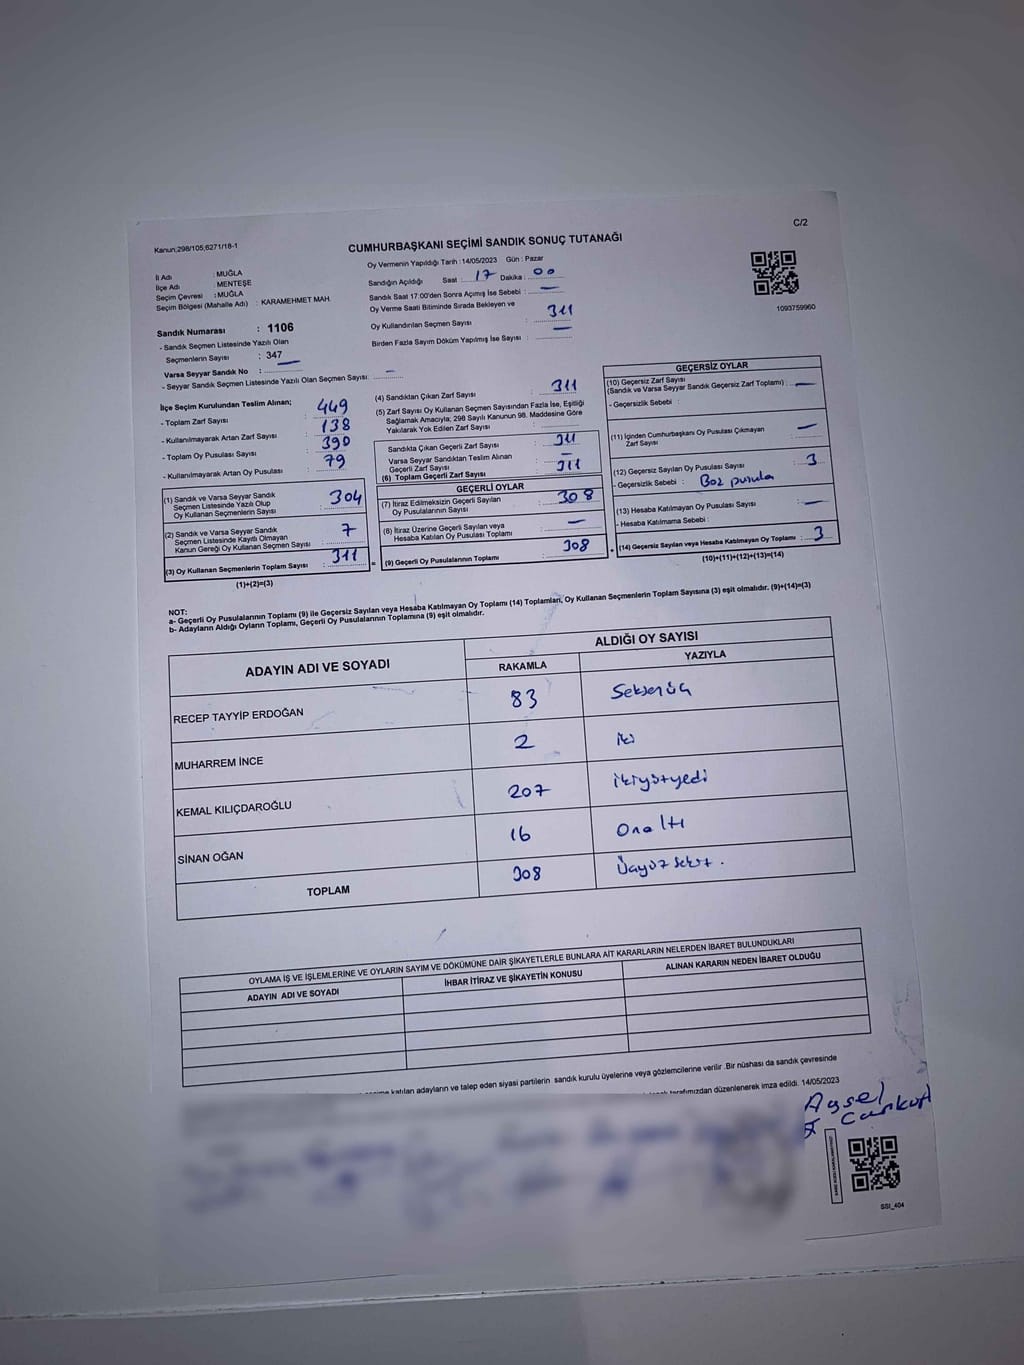 C/2
Kanun:298/105,6271/18-1
CUMHURBAŞKANI SEÇİMİ SANDIK SONUÇ TUTANAĞI
İl Adı : MUĞLA
İlçe Adı : MENTEŞE
Seçim Çevresi : MUĞLA
Seçim Bölgesi (Mahalle Adı) : KARAMEHMET MAH.
Sandık Numarası : 1106
- Sandık Seçmen Listesinde Yazılı Olan
Seçmenlerin Sayısı : 347
Varsa Seyyar Sandık No : —
- Seyyar Sandık Seçmen Listesinde Yazılı Olan Seçmen Sayısı: —
Oy Vermenin Yapıldığı Tarih : 14/05/2023 Gün : Pazar
Sandığın Açıldığı Saat : 17 Dakika : 00
Sandık Saat 17:00'den Sonra Açımış İse Sebebi : —
Oy Verme Saati Bitiminde Sırada Bekleyen ve
Oy Kullandırılan Seçmen Sayısı : 311
Birden Fazla Sayım Döküm Yapılmış İse Sayısı : —
1093759960
İlçe Seçim Kurulundan Teslim Alınan;
- Toplam Zarf Sayısı : 449
- Kullanılmayarak Artan Zarf Sayısı : 138
- Toplam Oy Pusulası Sayısı : 390
- Kullanılmayarak Artan Oy Pusulası : 79
(1) Sandık ve Varsa Seyyar Sandık
Seçmen Listesinde Yazılı Olup
Oy Kullanan Seçmenlerin Sayısı : 304
(2) Sandık ve Varsa Seyyar Sandık
Seçmen Listesinde Kayıtlı Olmayan
Kanun Gereği Oy Kullanan Seçmen Sayısı : 7
(3) Oy Kullanan Seçmenlerin Toplam Sayısı : 311
(1)+(2)=(3)
(4) Sandıktan Çıkan Zarf Sayısı : 311
(5) Zarf Sayısı Oy Kullanan Seçmen Sayısından Fazla İse, Eşitliği
Sağlamak Amacıyla; 298 Sayılı Kanunun 98. Maddesine Göre
Yakılarak Yok Edilen Zarf Sayısı :
Sandıkta Çıkan Geçerli Zarf Sayısı : 311
Varsa Seyyar Sandıktan Teslim Alınan
Geçerli Zarf Sayısı : —
(6) Toplam Geçerli Zarf Sayısı : 311
GEÇERLİ OYLAR
(7) İtiraz Edilmeksizin Geçerli Sayılan
Oy Pusulalarının Sayısı : 308
(8) İtiraz Üzerine Geçerli Sayılan veya
Hesaba Katılan Oy Pusulası Toplamı : —
= (9) Geçerli Oy Pusulalarının Toplamı : 308
GEÇERSİZ OYLAR
(10) Geçersiz Zarf Sayısı
(Sandık ve Varsa Seyyar Sandık Geçersiz Zarf Toplamı) : —
- Geçersizlik Sebebi :
(11) İçinden Cumhurbaşkanı Oy Pusulası Çıkmayan
Zarf Sayısı : —
(12) Geçersiz Sayılan Oy Pusulası Sayısı : 3
- Geçersizlik Sebebi : Boz pusula
(13) Hesaba Katılmayan Oy Pusulası Sayısı : —
- Hesaba Katılmama Sebebi :
+ (14) Geçersiz Sayılan veya Hesaba Katılmayan Oy Toplamı : 3
(10)+(11)+(12)+(13)=(14)
NOT:
a- Geçerli Oy Pusulalarının Toplamı (9) ile Geçersiz Sayılan veya Hesaba Katılmayan Oy Toplamı (14) Toplamları, Oy Kullanan Seçmenlerin Toplam Sayısına (3) eşit olmalıdır. (9)+(14)=(3)
b- Adayların Aldığı Oyların Toplamı, Geçerli Oy Pusulalarının Toplamına (9) eşit olmalıdır.
ADAYIN ADI VE SOYADI ALDIĞI OY SAYISI
RAKAMLA YAZIYLA
RECEP TAYYİP ERDOĞAN 83 Seksenüç
MUHARREM İNCE 2 iki
KEMAL KILIÇDAROĞLU 207 ikiyüzyedi
SİNAN OĞAN 16 Onaltı
TOPLAM 308 Üçyüz sekiz.
OYLAMA İŞ VE İŞLEMLERİNE VE OYLARIN SAYIM VE DÖKÜMÜNE DAİR ŞİKAYETLERLE BUNLARA AİT KARARLARIN NELERDEN İBARET BULUNDUKLARI
ADAYIN ADI VE SOYADI İHBAR İTİRAZ VE ŞİKAYETİN KONUSU ALINAN KARARIN NEDEN İBARET OLDUĞU
katılan adayların ve talep eden siyasi partilerin sandık kurulu üyelerine veya gözlemcilerine verilir .Bir nüshası da sandık çevresinde
tarafımızdan düzenlenerek imza edildi. 14/05/2023
Aysel
Cankurt
SSI_404